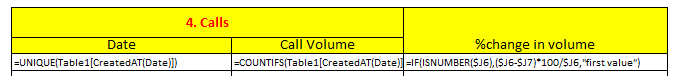 4. Calls
Date Call Volume %change in volume
=UNIQUE(Table1[CreatedAT(Date)]) =COUNTIFS(Table1[CreatedAT(Date)] =IF(ISNUMBER($J6),($J6-$J7)*100/$J6,"first value")